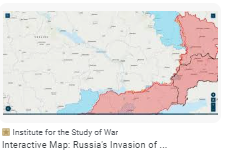 Institute for the Study of War
Interactive Map: Russia's Invasion of ...